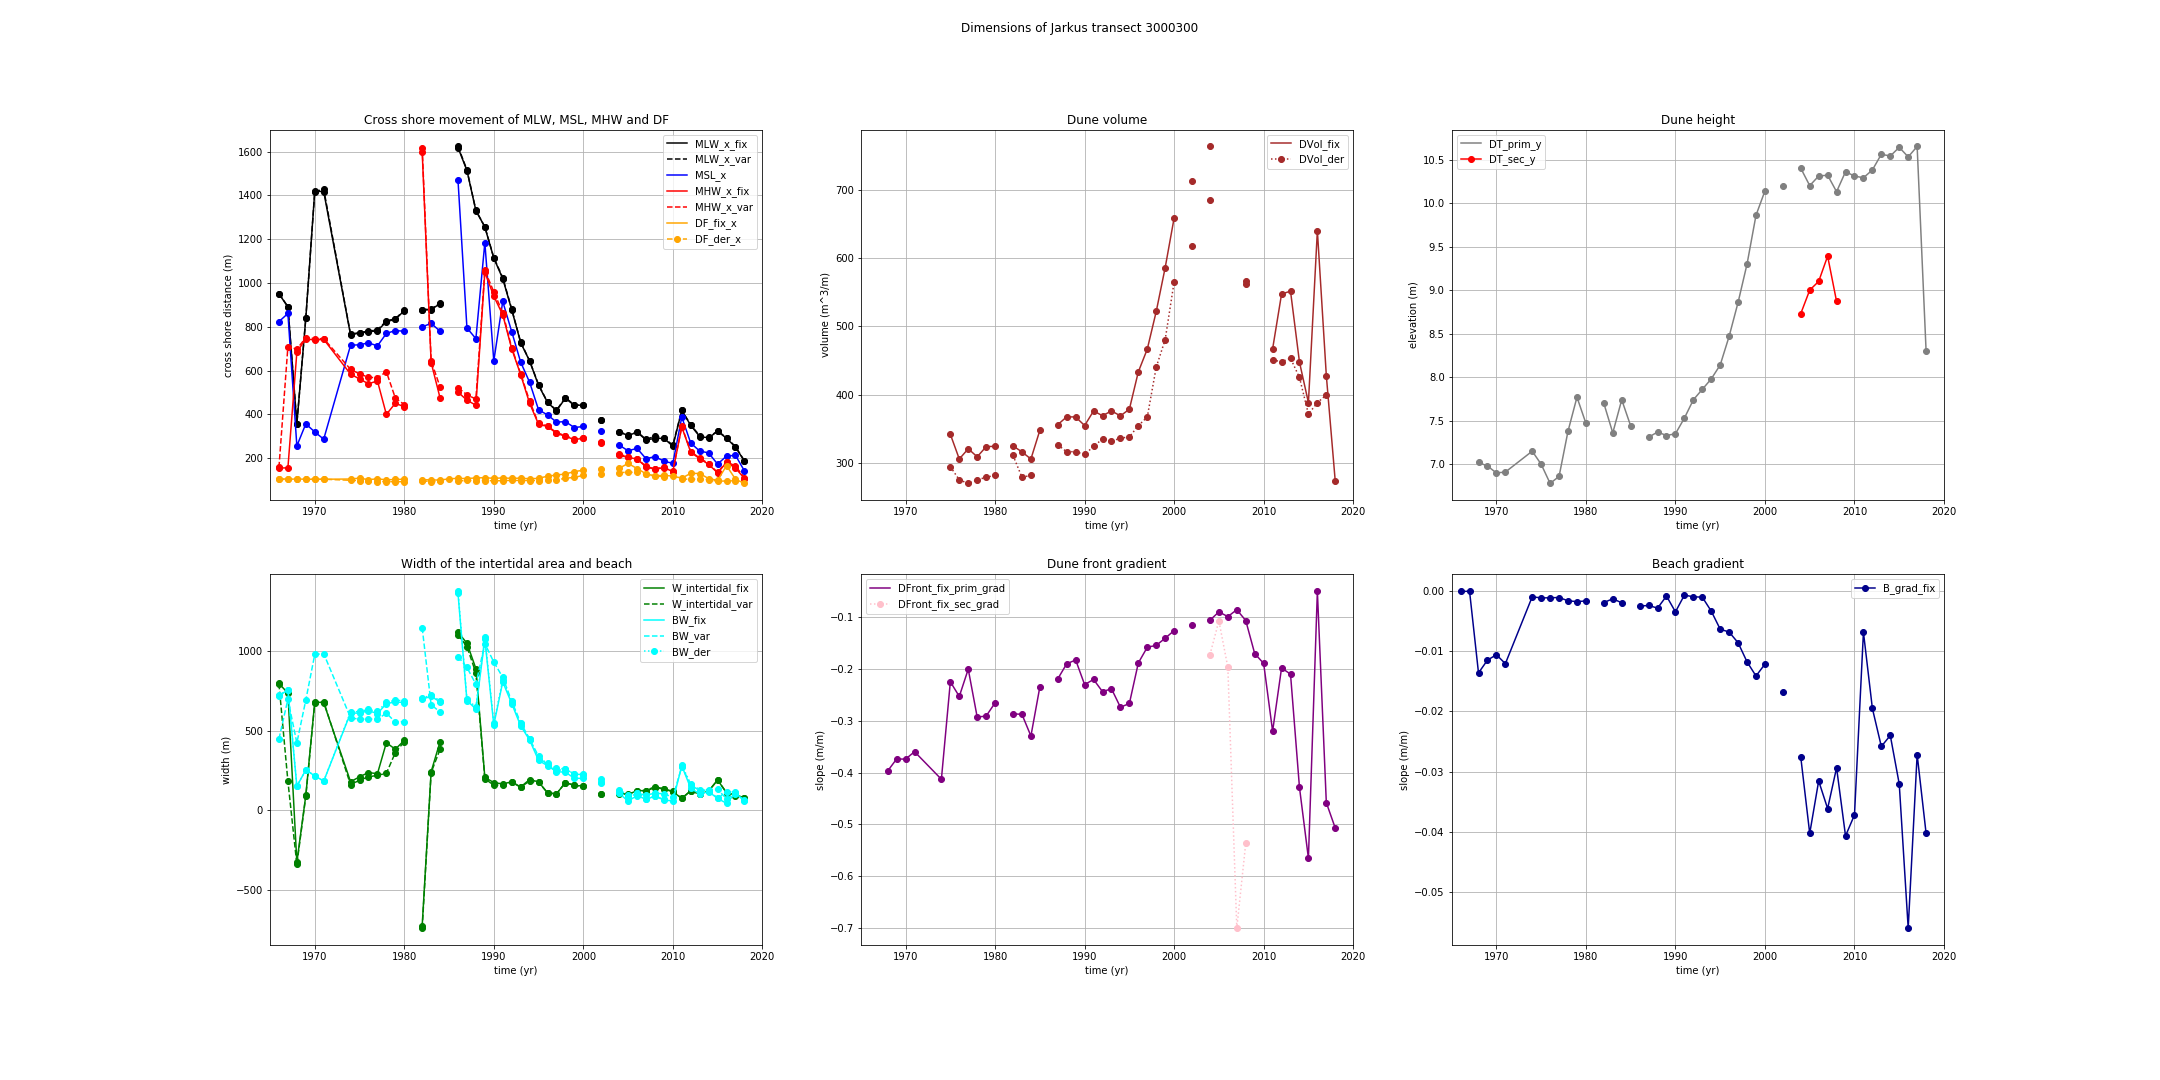 Dimensions of Jarkus transect 3000300
Cross shore movement of MLW, MSL, MHW and DF
cross shore distance (m)
1600
1400
1200
1000
800
600
400
200
MLW_x_fix
MLW_x_var
MSL_x
MHW_x_fix
MHW_x_var
DF_fix_x
DF_der_x
1970 1980 1990 2000 2010 2020
time (yr)
Dune volume
volume (m^3/m)
700
600
500
400
300
DVol_fix
DVol_der
1970 1980 1990 2000 2010 2020
time (yr)
Dune height
elevation (m)
10.5
10.0
9.5
9.0
8.5
8.0
7.5
7.0
DT_prim_y
DT_sec_y
1970 1980 1990 2000 2010 2020
time (yr)
Width of the intertidal area and beach
width (m)
1000
500
0
−500
W_intertidal_fix
W_intertidal_var
BW_fix
BW_var
BW_der
1970 1980 1990 2000 2010 2020
time (yr)
Dune front gradient
slope (m/m)
−0.1
−0.2
−0.3
−0.4
−0.5
−0.6
−0.7
DFront_fix_prim_grad
DFront_fix_sec_grad
1970 1980 1990 2000 2010 2020
time (yr)
Beach gradient
slope (m/m)
0.00
−0.01
−0.02
−0.03
−0.04
−0.05
B_grad_fix
1970 1980 1990 2000 2010 2020
time (yr)